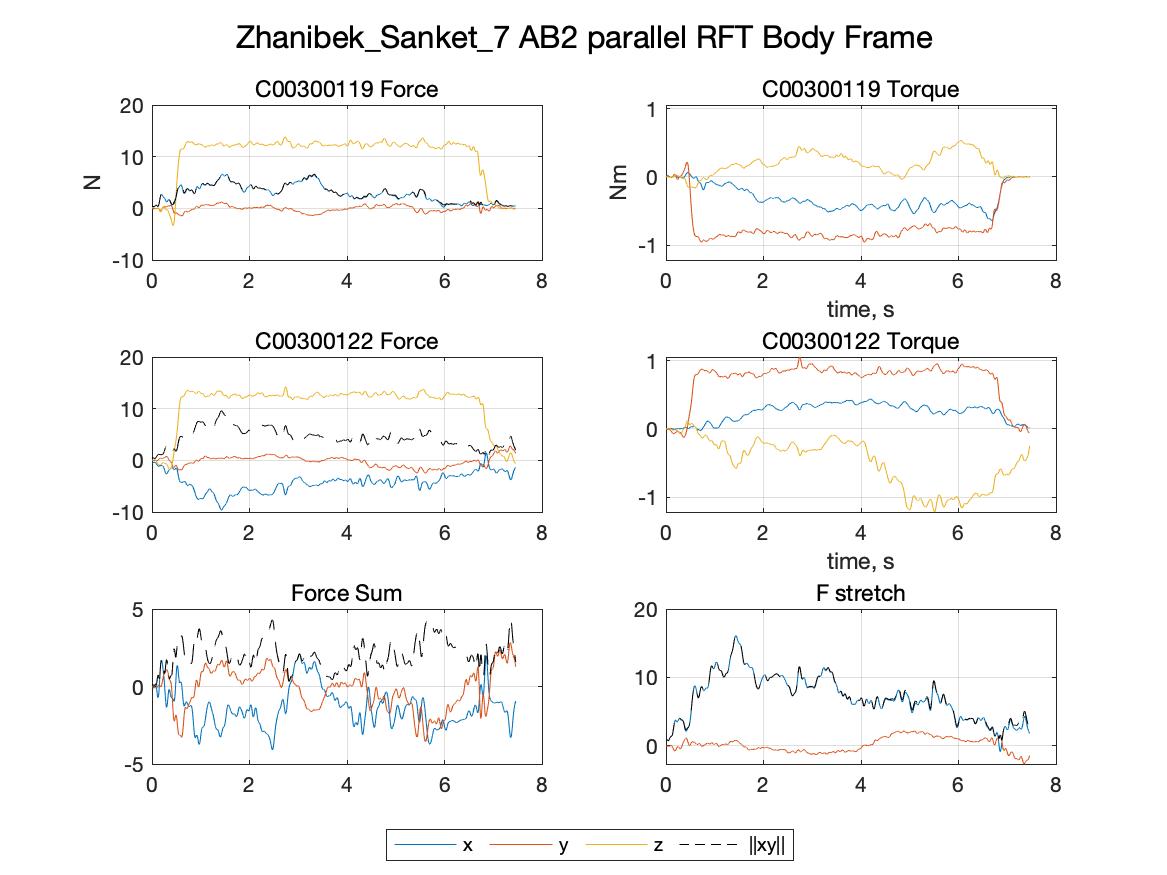 Zhanibek_Sanket_7 AB2 parallel RFT Body Frame
C00300119 Force
20
10
0
-10
N
0 2 4 6 8
C00300119 Torque
1
0
-1
Nm
0 2 4 6 8
time, s
C00300122 Force
20
10
0
-10
0 2 4 6 8
C00300122 Torque
1
0
-1
0 2 4 6 8
time, s
Force Sum
5
0
-5
0 2 4 6 8
F stretch
20
10
0
0 2 4 6 8
x y z ||xy||